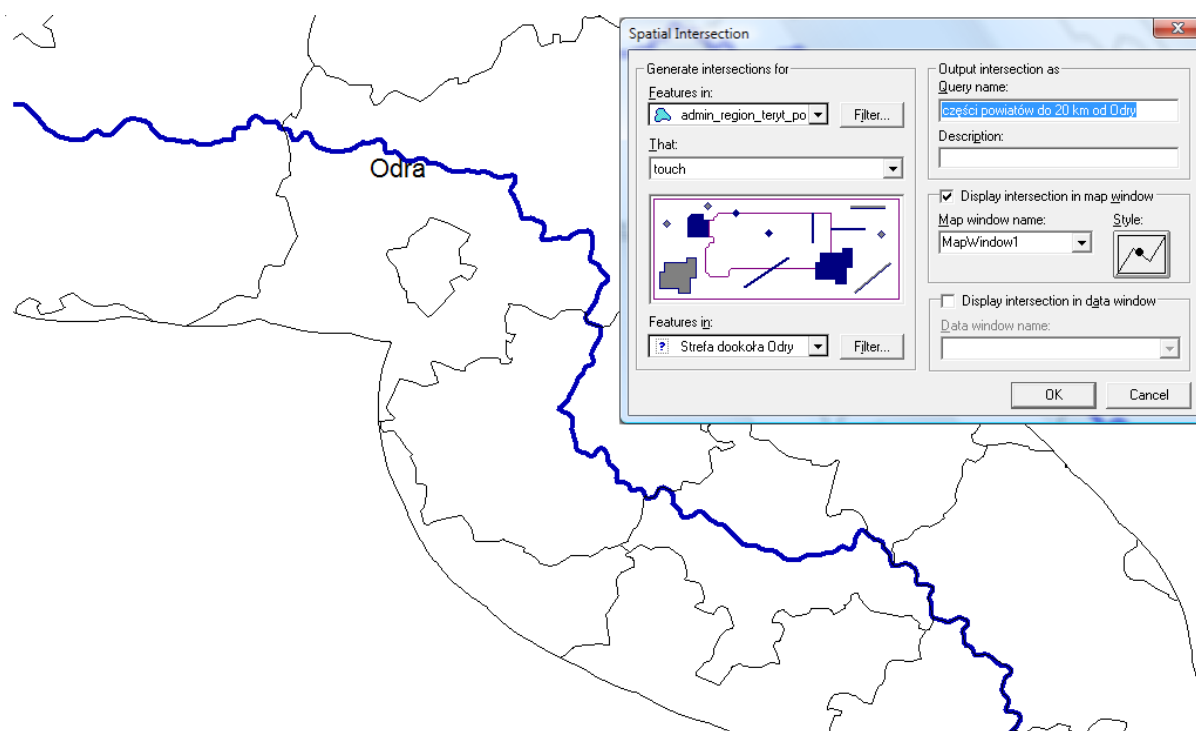 Odra
Spatial Intersection
Generate intersections for
Features in:
admin_region_teryt_po
Filter...
That:
touch
Features in:
? Strefa dookoła Odry
Filter...
Output intersection as
Query name:
części powiatów do 20 km od Odry
Description:
Display intersection in map window
Map window name:
Style:
MapWindow1
Display intersection in data window
Data window name:
OK
Cancel